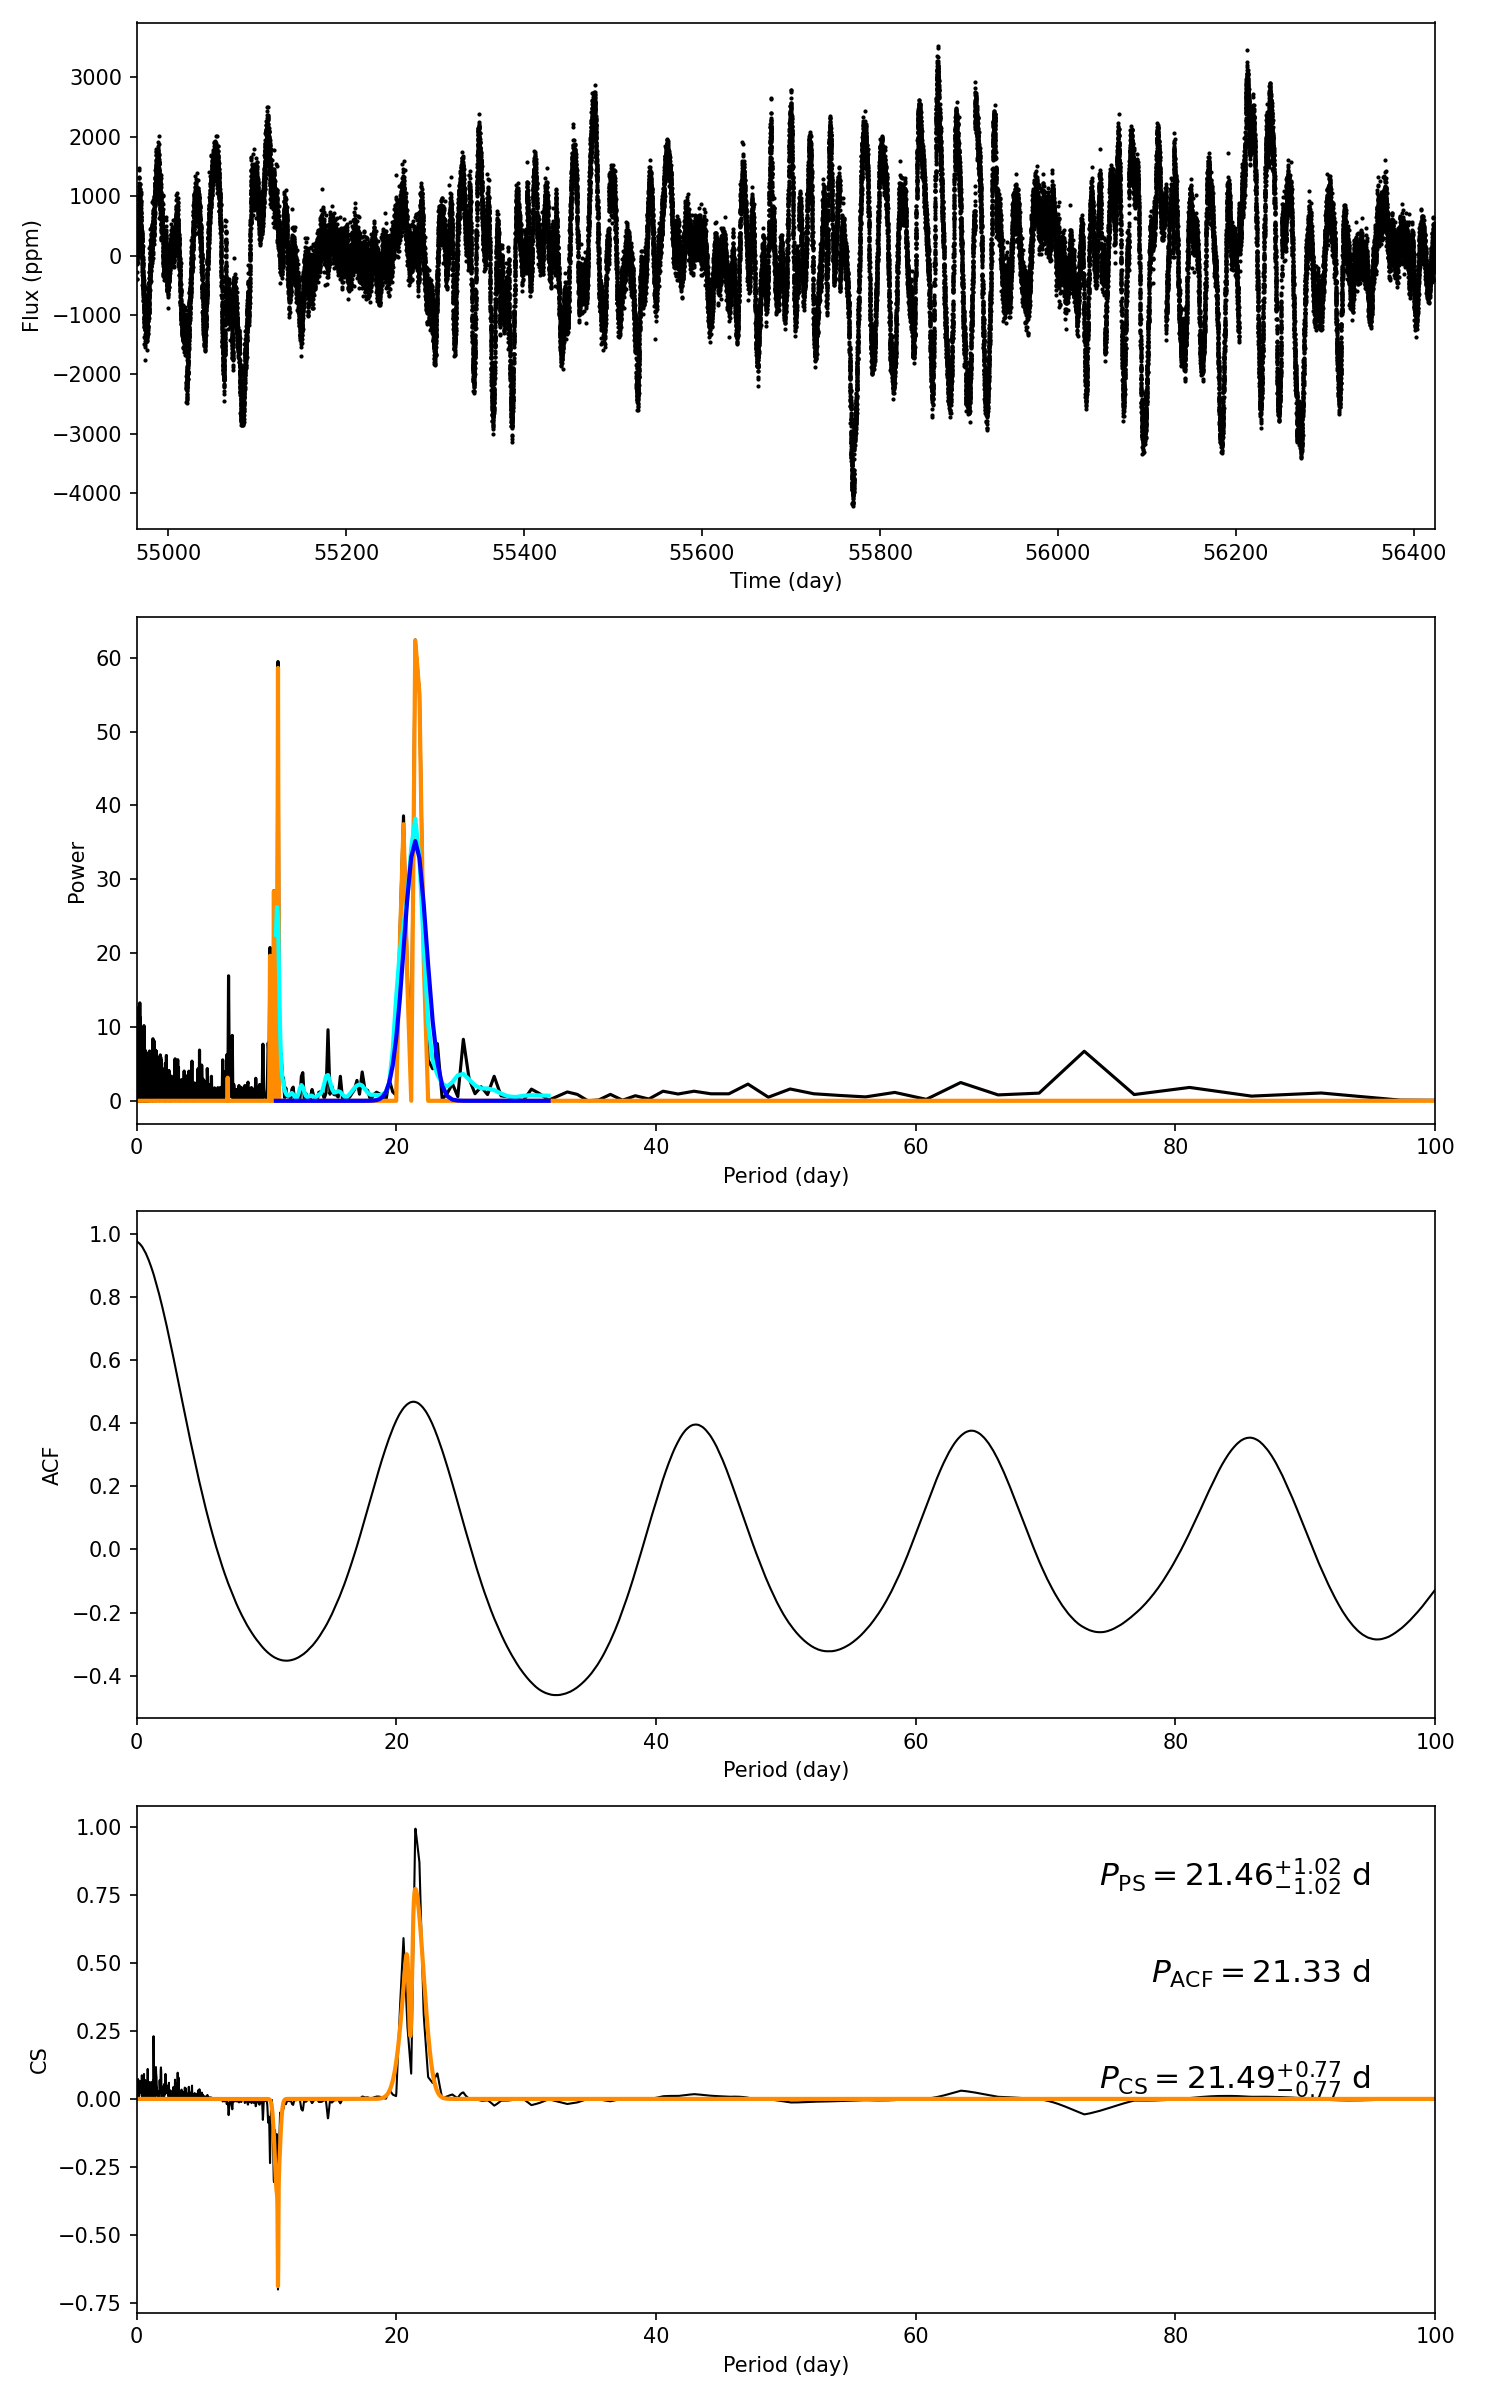 3000
2000
1000
0
−1000
−2000
−3000
−4000
Flux (ppm)
55000 55200 55400 55600 55800 56000 56200 56400
Time (day)
60
50
40
30
20
10
0
Power
0 20 40 60 80 100
Period (day)
1.0
0.8
0.6
0.4
0.2
0.0
−0.2
−0.4
ACF
0 20 40 60 80 100
Period (day)
1.00
0.75
0.50
0.25
0.00
−0.25
−0.50
−0.75
CS
P_PS = 21.46 +1.02 −1.02 d
P_ACF = 21.33 d
P_CS = 21.49 +0.77 −0.77 d
0 20 40 60 80 100
Period (day)